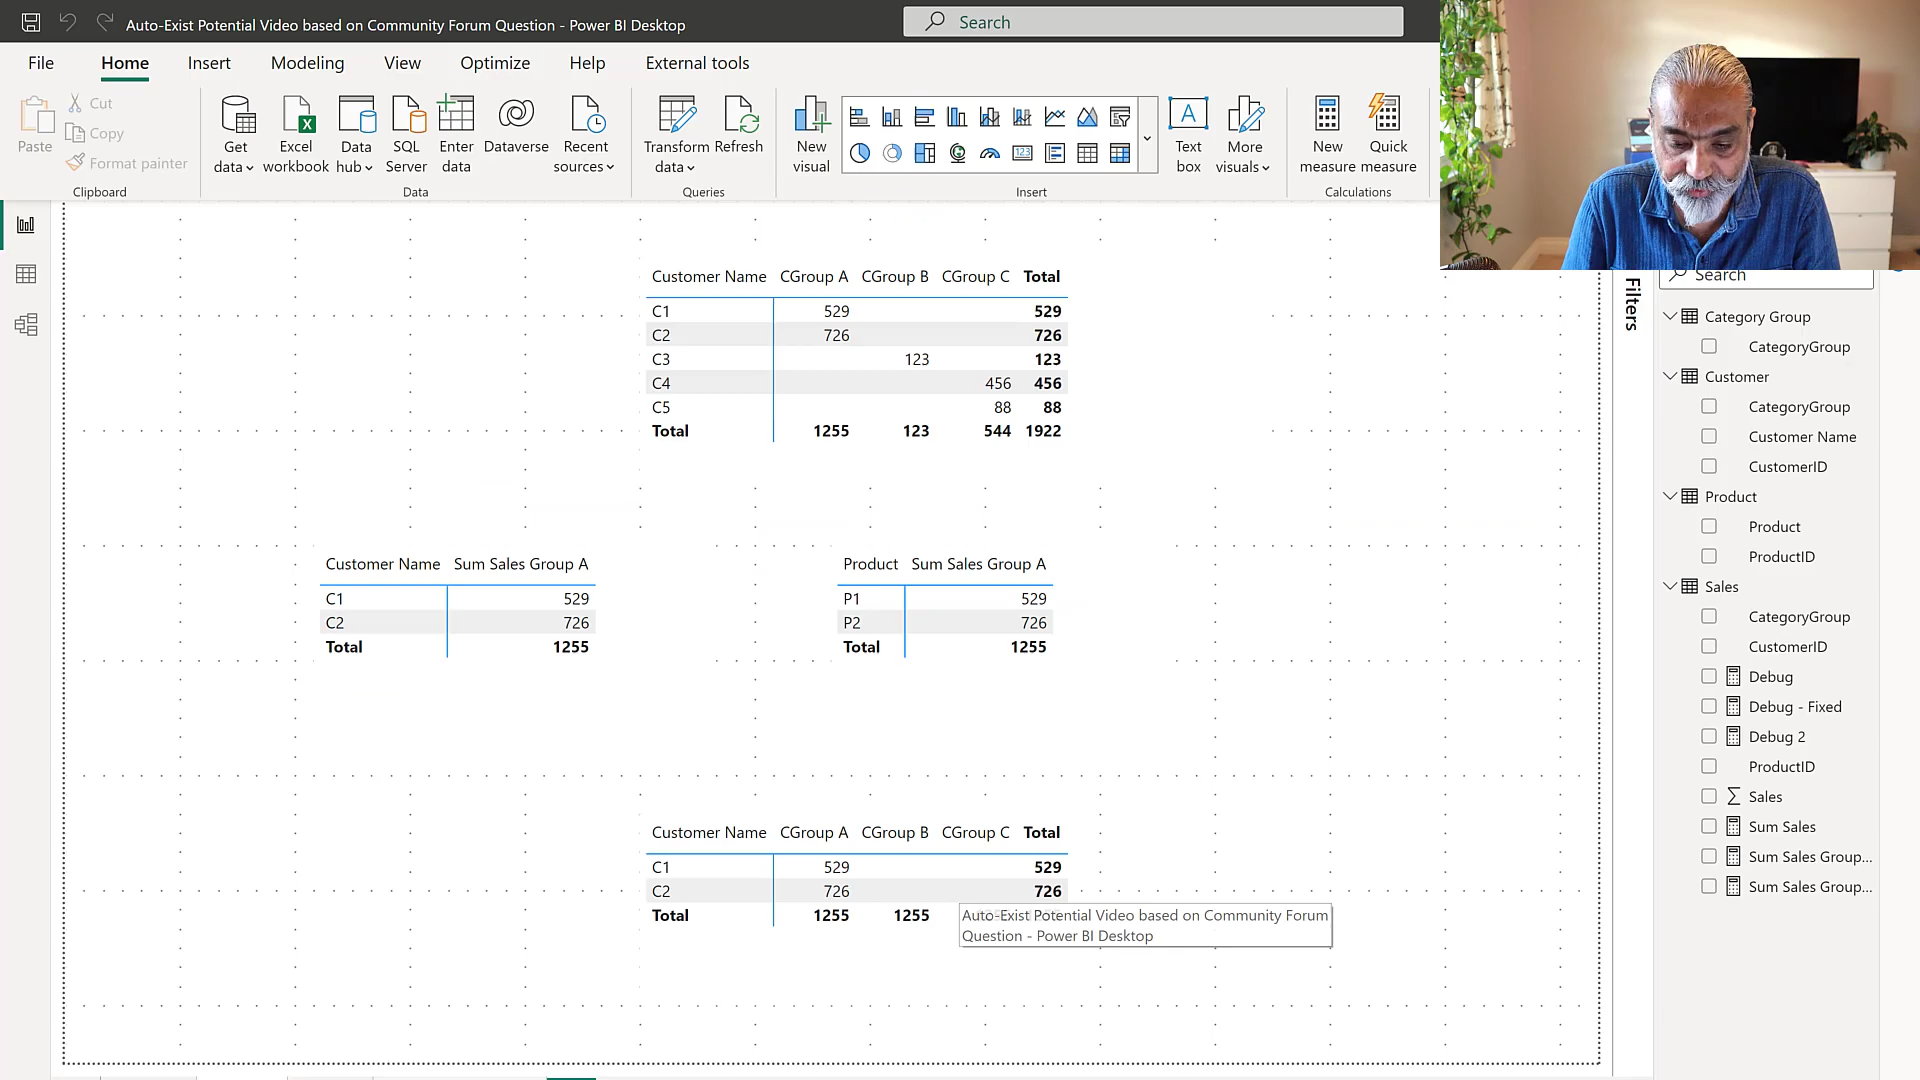 Auto-Exist Potential Video based on Community Forum Question - Power BI Desktop
Search
File Home Insert Modeling View Optimize Help External tools
Paste
Cut
Copy
Format painter
Clipboard
Get data
Excel workbook
Data hub
SQL Server
Enter data
Dataverse
Recent sources
Data
Transform data
Refresh
Queries
New visual
Text box
More visuals
Insert
New measure
Quick measure
Calculations
Customer Name CGroup A CGroup B CGroup C Total
C1 529 529
C2 726 726
C3 123 123
C4 456 456
C5 88 88
Total 1255 123 544 1922
Customer Name Sum Sales Group A
C1 529
C2 726
Total 1255
Product Sum Sales Group A
P1 529
P2 726
Total 1255
Customer Name CGroup A CGroup B CGroup C Total
C1 529 529
C2 726 726
Total 1255 1255
Auto-Exist Potential Video based on Community Forum
Question - Power BI Desktop
Filters
Search
Category Group
CategoryGroup
Customer
CategoryGroup
Customer Name
CustomerID
Product
Product
ProductID
Sales
CategoryGroup
CustomerID
Debug
Debug - Fixed
Debug 2
ProductID
Sales
Sum Sales
Sum Sales Group...
Sum Sales Group...